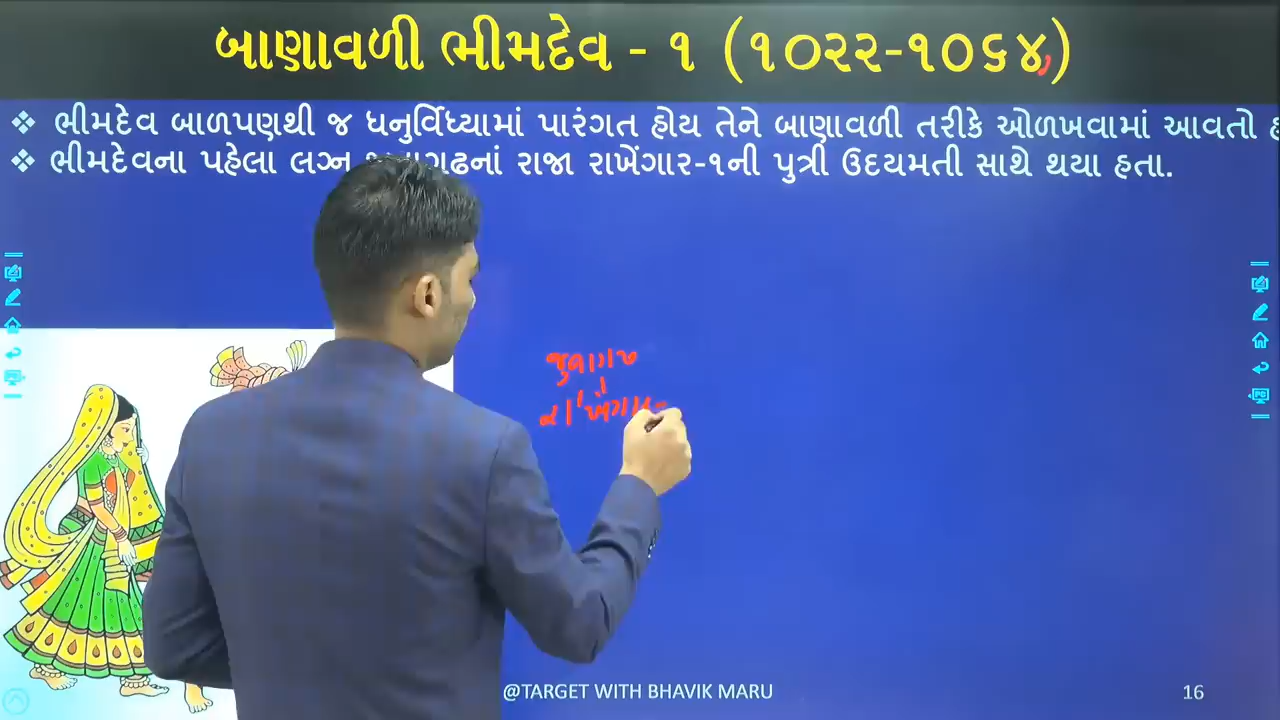 બાણાવળી ભીમદેવ - ૧ (૧૦૨૨-૧૦૬૪)
❖ ભીમદેવ બાળપણથી જ ધનુર્વિધ્યામાં પારંગત હોય તેને બાણાવળી તરીકે ઓળખવામાં આવતો
❖ ભીમદેવના પહેલા લગ્ન રાજા રાખેંગાર-૧ની પુત્રી ઉદયમતી સાથે થયા હતા.
જુનાગઢ
રા'ખેંગાર-
@TARGET WITH BHAVIK MARU
16